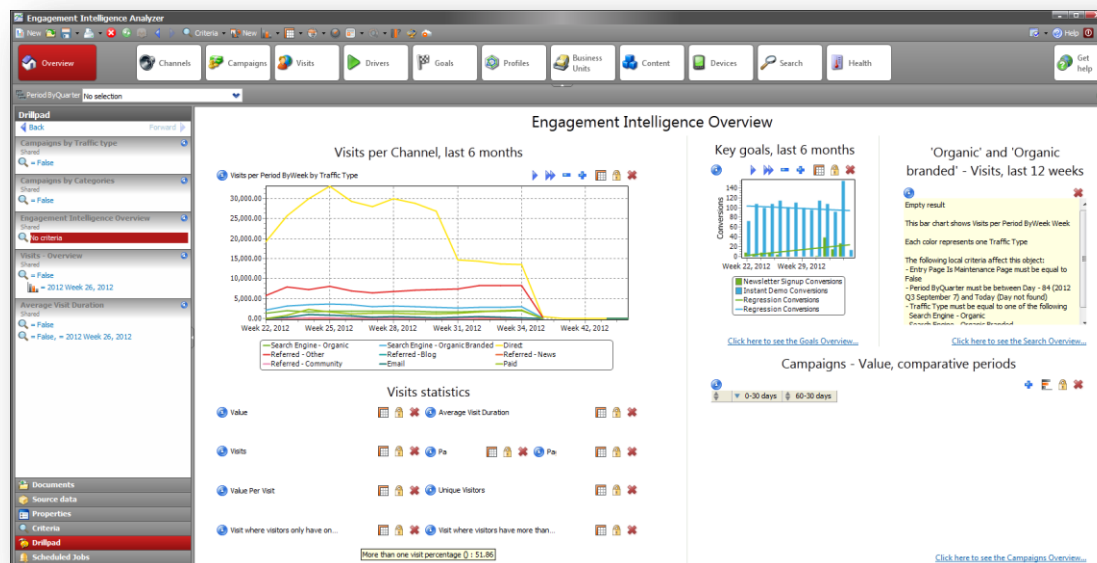 Engagement Intelligence Analyzer
New
Criteria
New
Help
Overview
Channels
Campaigns
Visits
Drivers
Goals
Profiles
Business
Units
Content
Devices
Search
Health
Get
help
Period ByQuarter No selection
Drillpad
Back
Forward
Campaigns by Traffic type
Shared
= False
Campaigns by Categories
Shared
= False
Engagement Intelligence Overview
Shared
No criteria
Visits - Overview
Shared
= False
= 2012 Week 26, 2012
Average Visit Duration
Shared
= False
= False, = 2012 Week 26, 2012
Documents
Source data
Properties
Criteria
Drillpad
Scheduled Jobs
Engagement Intelligence Overview
Visits per Channel, last 6 months
Visits per Period ByWeek by Traffic Type
30,000.00
25,000.00
20,000.00
15,000.00
10,000.00
5,000.00
0.00
Week 22, 2012 Week 25, 2012 Week 28, 2012 Week 31, 2012 Week 34, 2012 Week 42, 2012
Search Engine - Organic Search Engine - Organic Branded Direct
Referred - Other Referred - Blog Referred - News
Referred - Community Email Paid
Visits statistics
Value
Average Visit Duration
Visits
Pa
Pa
Value Per Visit
Unique Visitors
Visit where visitors only have on...
Visit where visitors have more than...
More than one visit percentage () : 51.86
Key goals, last 6 months
Conversions
140
120
100
80
60
40
20
0
Week 22, 2012 Week 29, 2012
Newsletter Signup Conversions
Instant Demo Conversions
Regression Conversions
Regression Conversions
Click here to see the Goals Overview...
'Organic' and 'Organic
branded' - Visits, last 12 weeks
Empty result
This bar chart shows Visits per Period ByWeek Week
Each color represents one Traffic Type
The following local criteria affect this object:
- Entry Page Is Maintenance Page must be equal to
False
- Period ByQuarter must be between Day - 84 (2012
Q3 September 7) and Today (Day not found)
- Traffic Type must be equal to one of the following
Search Engine - Organic
Search Engine - Organic Branded
Click here to see the Search Overview...
Campaigns - Value, comparative periods
0-30 days
60-30 days
Click here to see the Campaigns Overview...